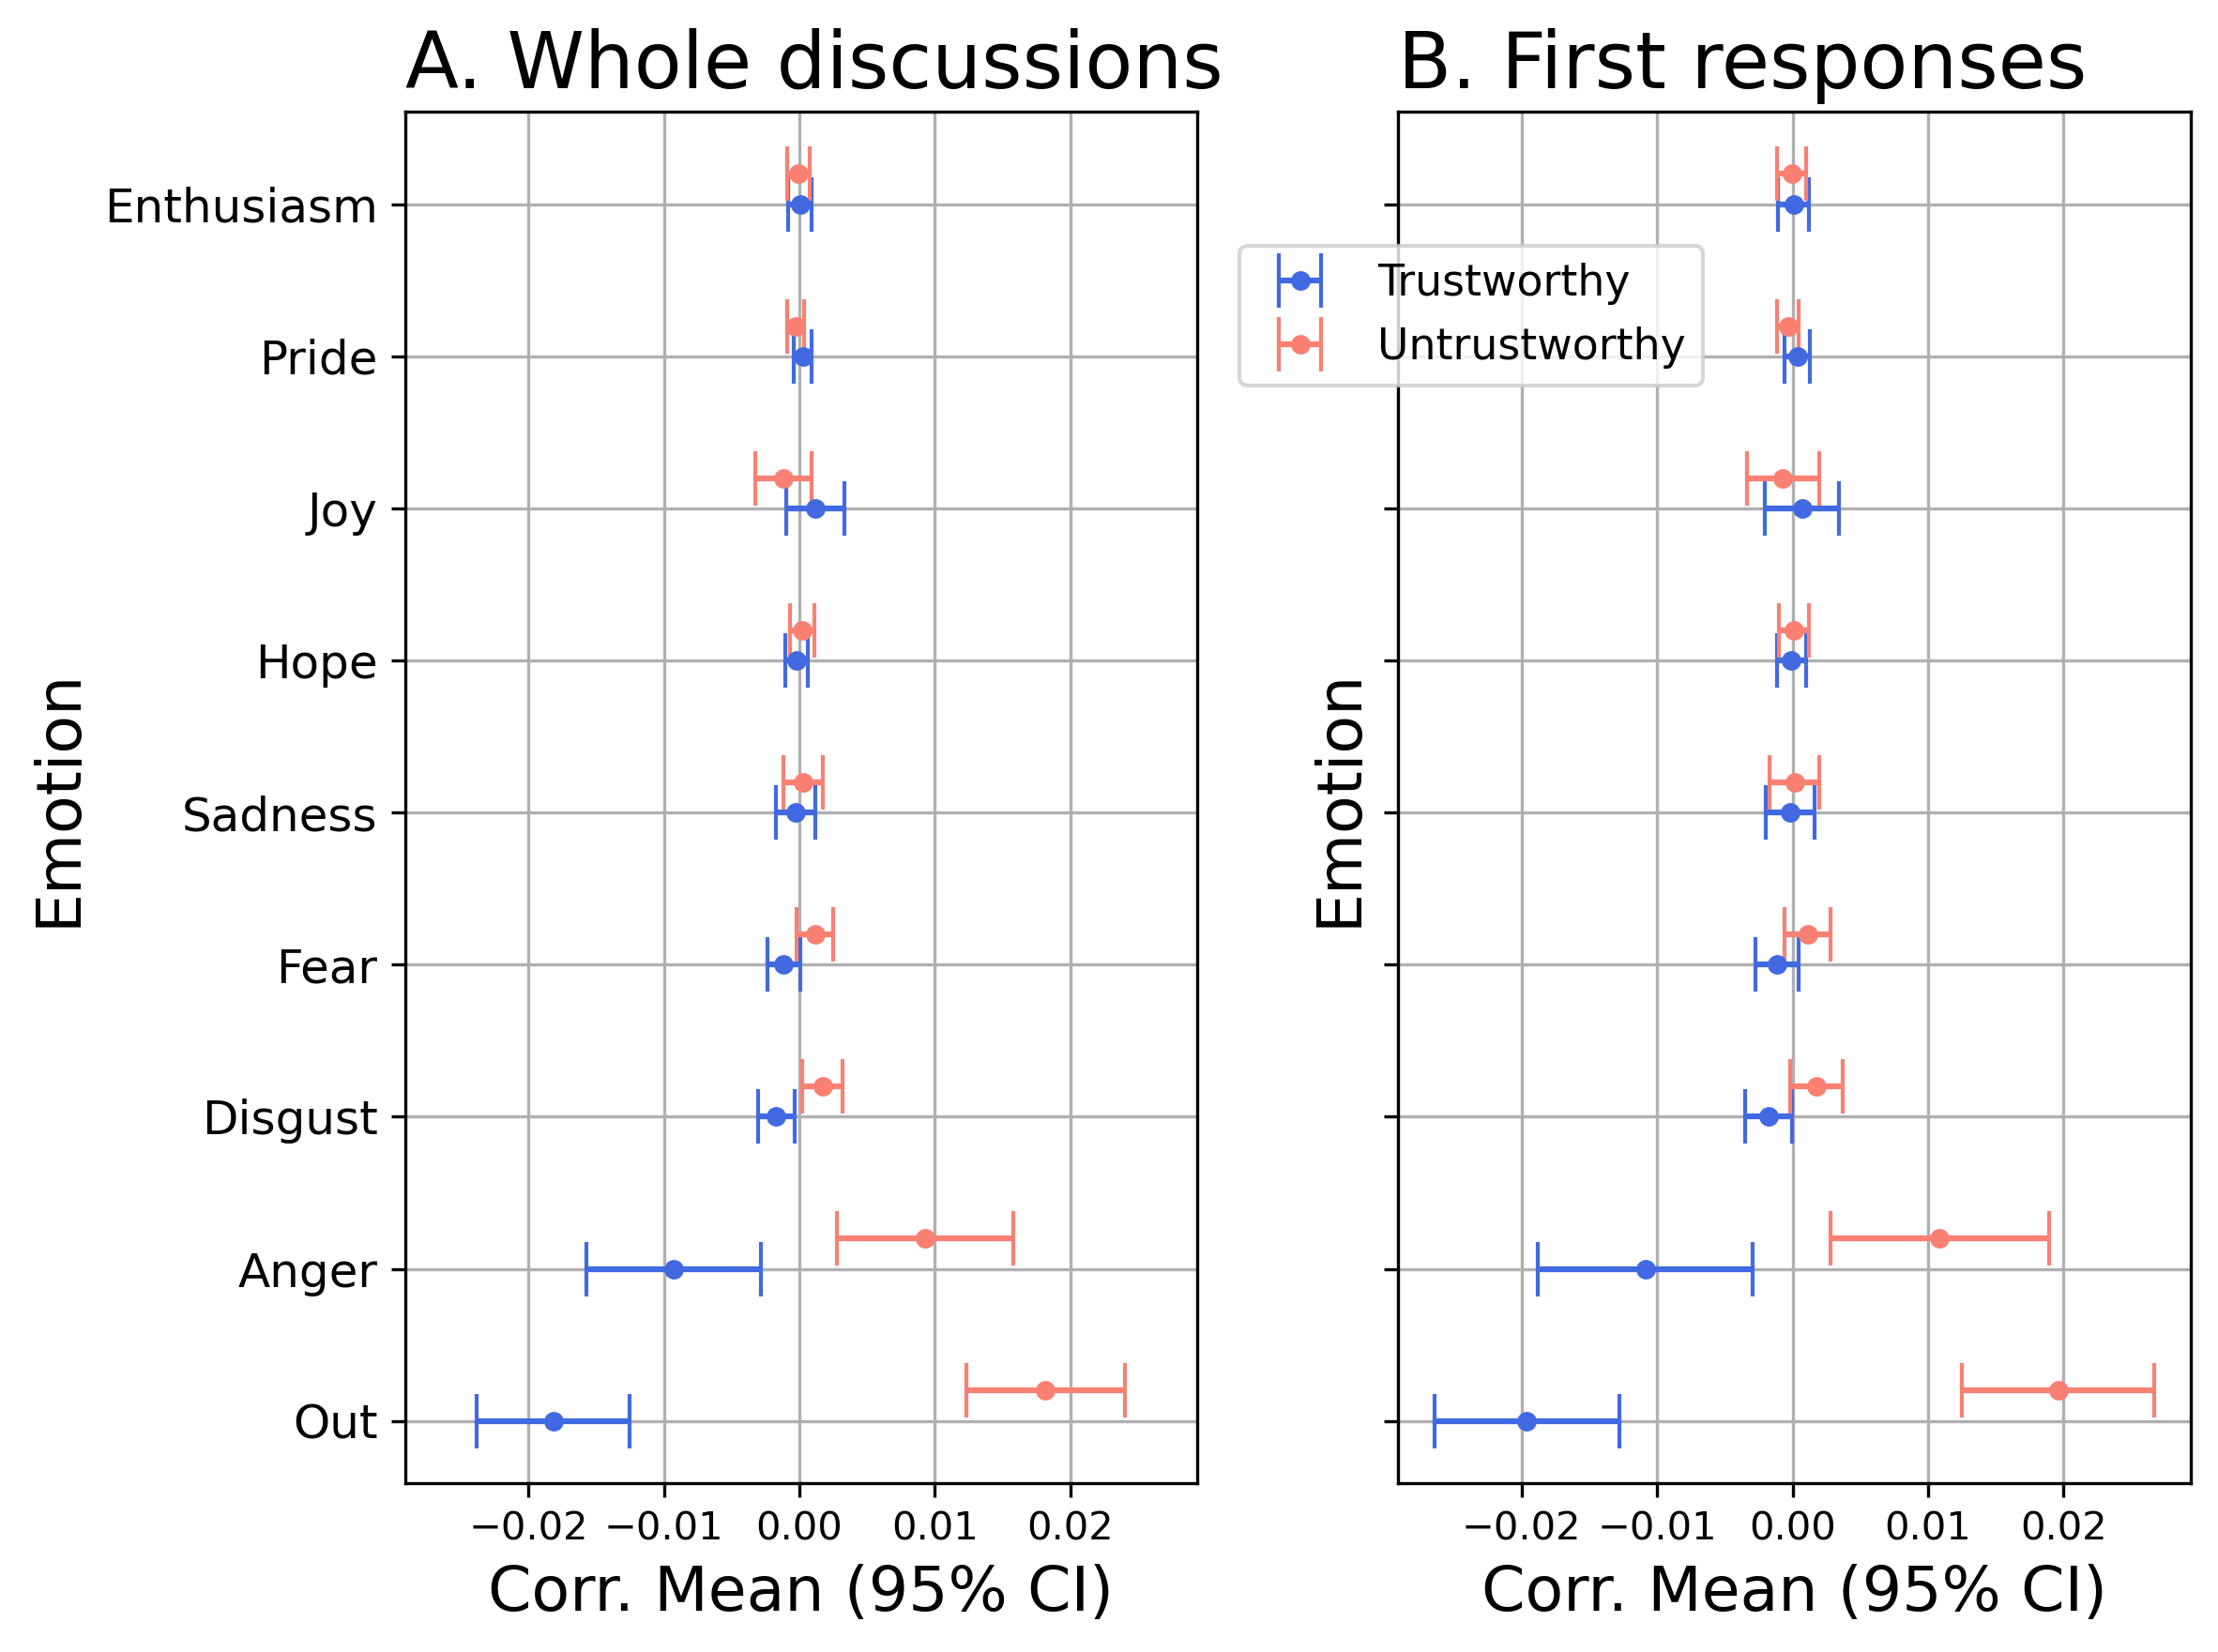 A. Whole discussions
B. First responses
Emotion
Enthusiasm
Pride
Joy
Hope
Sadness
Fear
Disgust
Anger
Out
−0.02 −0.01 0.00 0.01 0.02
Corr. Mean (95% CI)
Trustworthy
Untrustworthy
Emotion
−0.02 −0.01 0.00 0.01 0.02
Corr. Mean (95% CI)